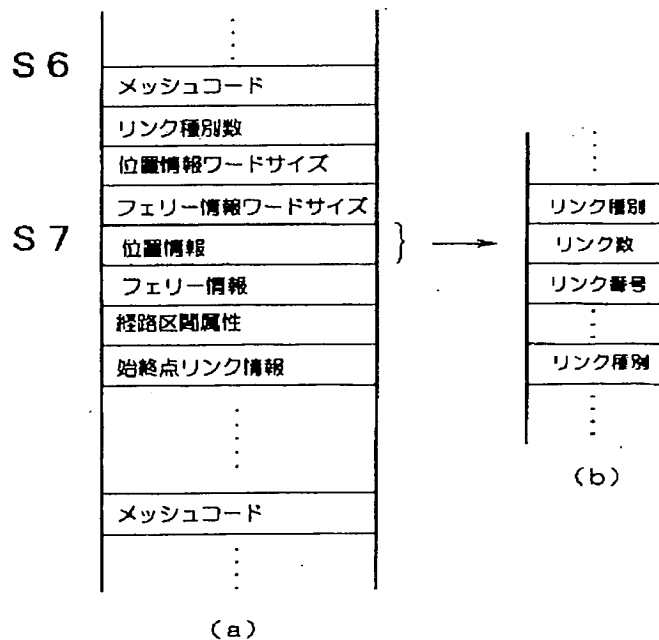 S6
メッシュコード
リンク種別数
位置情報ワードサイズ
フェリー情報ワードサイズ
S7
位置情報
フェリー情報
経路区間属性
始終点リンク情報
メッシュコード
(a)
リンク種別
リンク数
リンク番号
リンク種別
(b)